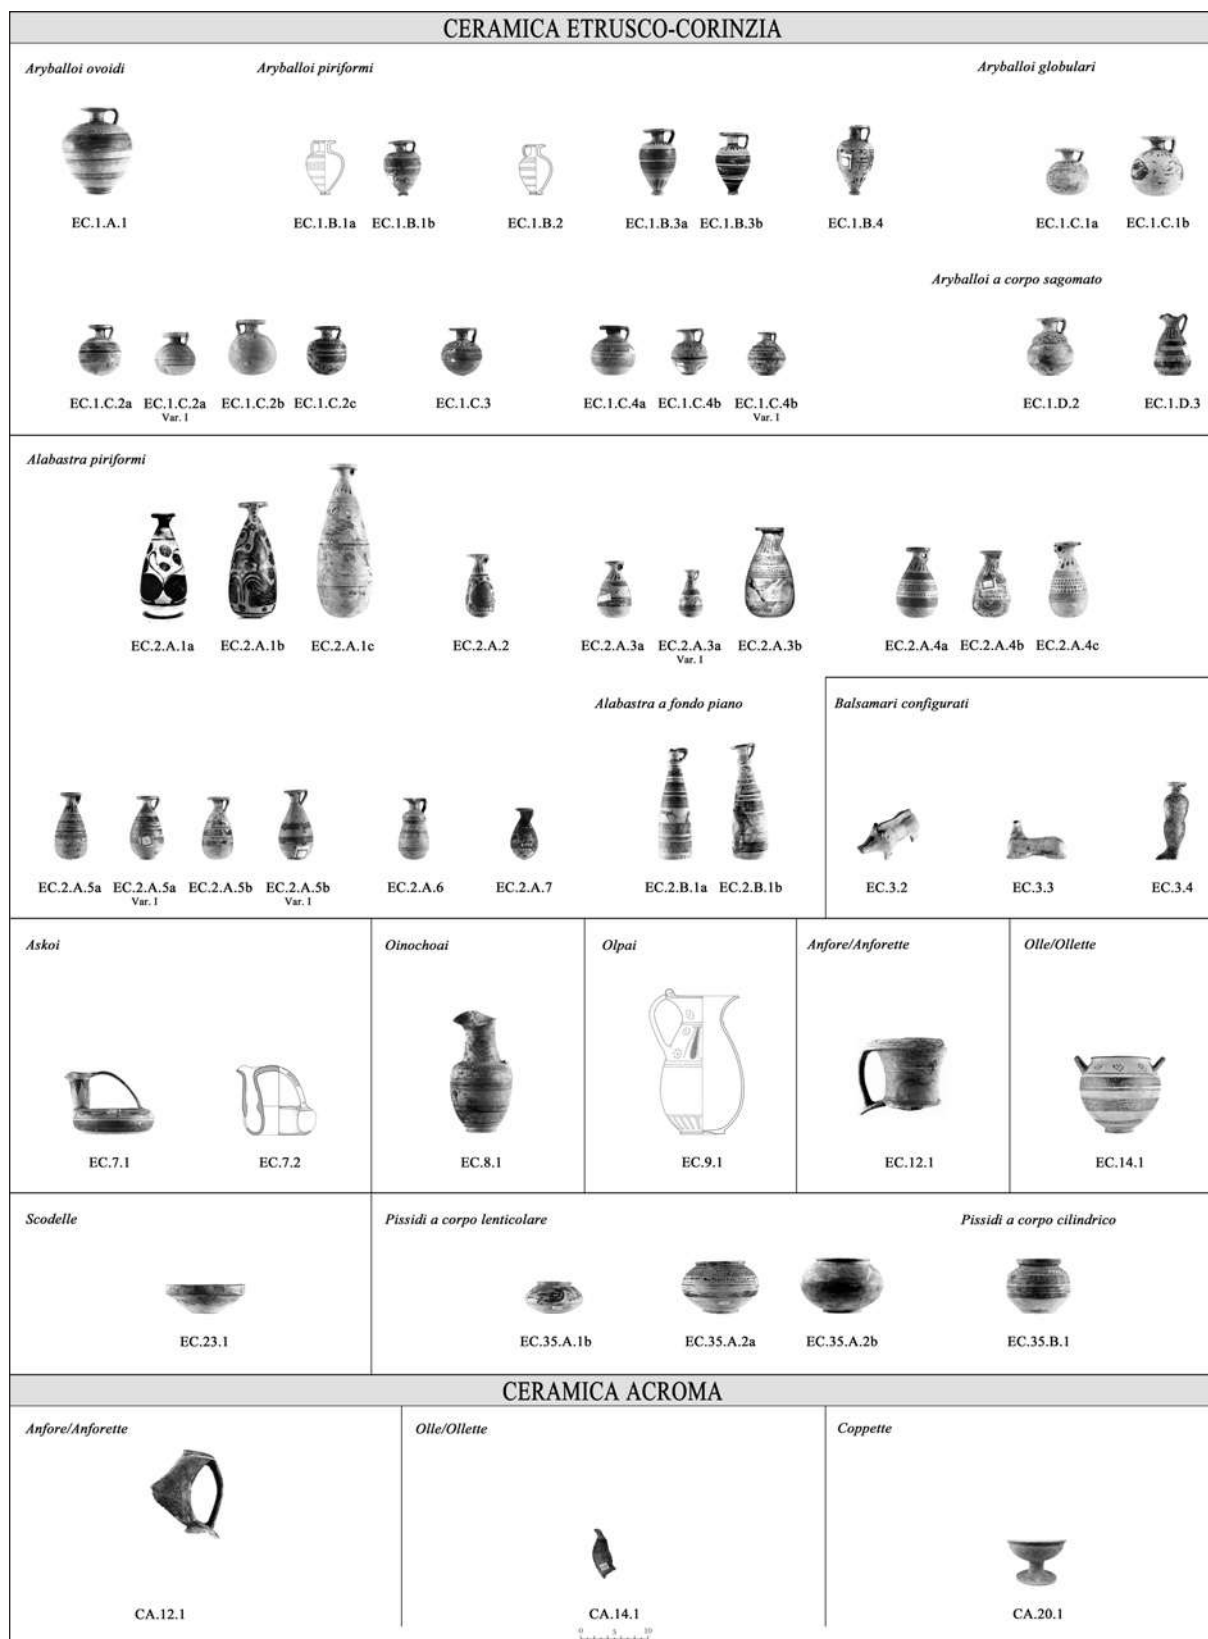 CERAMICA ETRUSCO-CORINZIA
Aryballoi ovoidi
Aryballoi piriformi
Aryballoi globulari
EC.1.A.1
EC.1.B.1a
EC.1.B.1b
EC.1.B.2
EC.1.B.3a
EC.1.B.3b
EC.1.B.4
EC.1.C.1a
EC.1.C.1b
Aryballoi a corpo sagomato
EC.1.C.2a
EC.1.C.2a
Var. I
EC.1.C.2b
EC.1.C.2c
EC.1.C.3
EC.1.C.4a
EC.1.C.4b
EC.1.C.4b
Var. I
EC.1.D.2
EC.1.D.3
Alabastra piriformi
EC.2.A.1a
EC.2.A.1b
EC.2.A.1c
EC.2.A.2
EC.2.A.3a
EC.2.A.3a
Var. I
EC.2.A.3b
EC.2.A.4a
EC.2.A.4b
EC.2.A.4c
Alabastra a fondo piano
Balsamari configurati
EC.2.A.5a
EC.2.A.5a
Var. I
EC.2.A.5b
EC.2.A.5b
Var. I
EC.2.A.6
EC.2.A.7
EC.2.B.1a
EC.2.B.1b
EC.3.2
EC.3.3
EC.3.4
Askoi
Oinochoai
Olpai
Anfore/Anforette
Olle/Ollette
EC.7.1
EC.7.2
EC.8.1
EC.9.1
EC.12.1
EC.14.1
Scodelle
Pissidi a corpo lenticolare
Pissidi a corpo cilindrico
EC.23.1
EC.35.A.1b
EC.35.A.2a
EC.35.A.2b
EC.35.B.1
CERAMICA ACROMA
Anfore/Anforette
Olle/Ollette
Coppette
CA.12.1
CA.14.1
CA.20.1
0 5 10